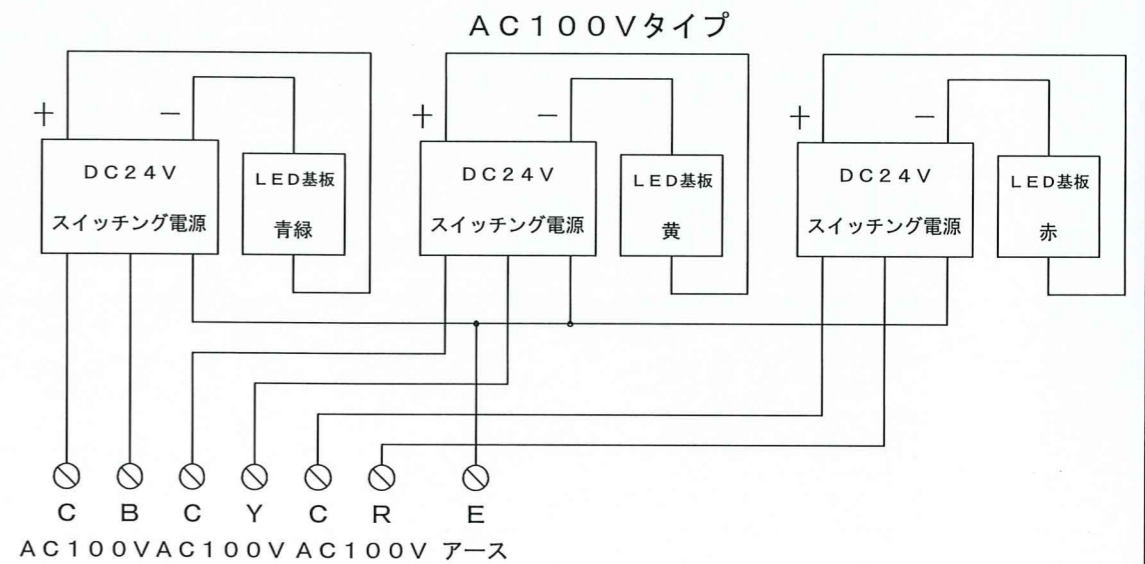 AC100Vタイプ
+ −
DC24V
スイッチング電源
LED基板
青緑
+ −
DC24V
スイッチング電源
LED基板
黄
+ −
DC24V
スイッチング電源
LED基板
赤
C B C Y C R E
AC100V AC100V AC100V アース